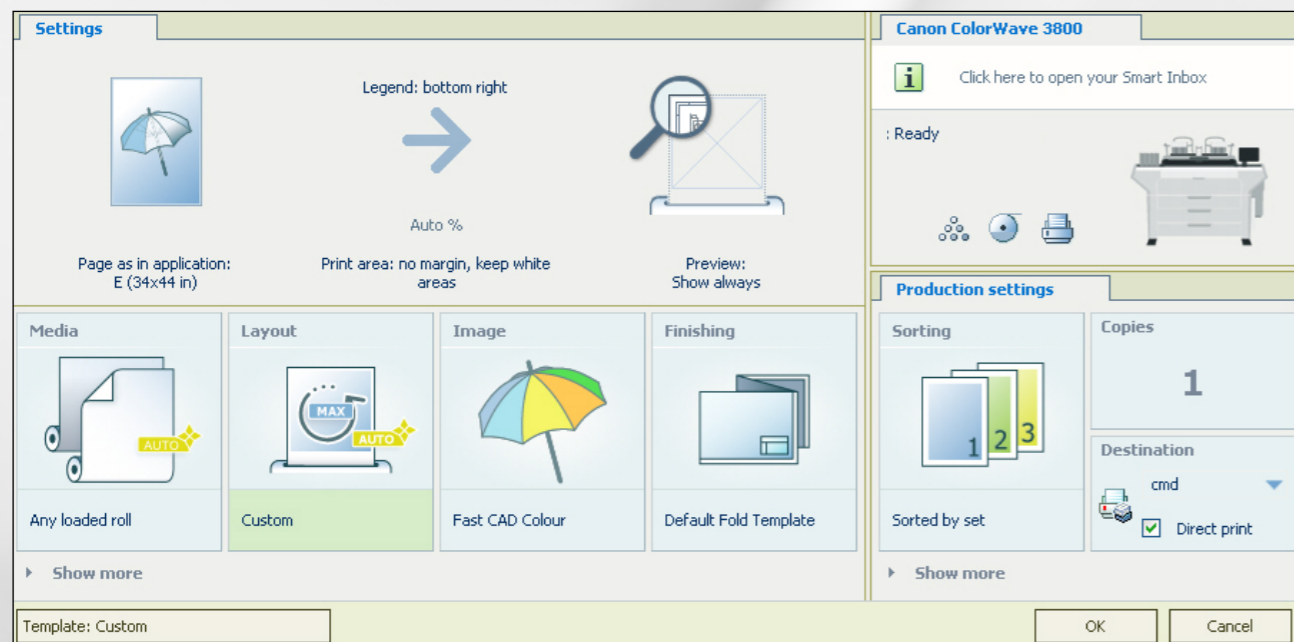 Settings
Legend: bottom right
Auto %
Page as in application:
E (34x44 in)
Print area: no margin, keep white
areas
Preview:
Show always
Canon ColorWave 3800
i
Click here to open your Smart Inbox
: Ready
Media
AUTO
Any loaded roll
Layout
MAX
AUTO
Custom
Image
Fast CAD Colour
Finishing
Default Fold Template
Show more
Production settings
Sorting
1
2
3
Sorted by set
Copies
1
Destination
cmd
Direct print
Show more
Template: Custom
OK
Cancel